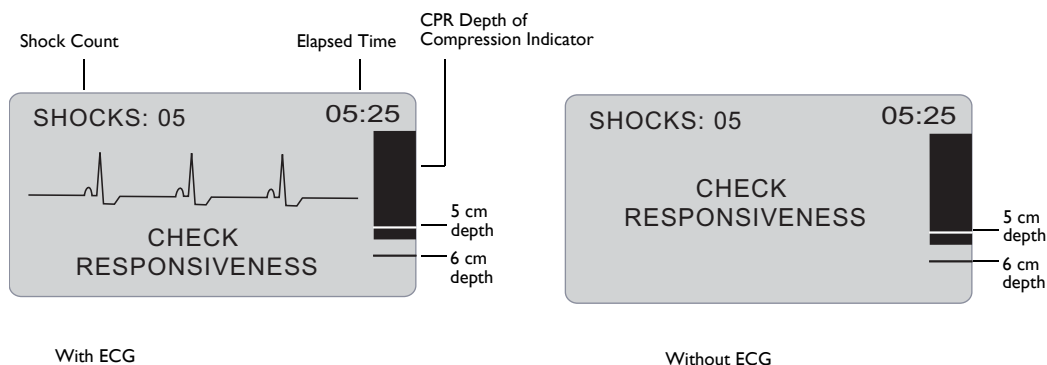 CPR Depth of
Compression Indicator
Shock Count
Elapsed Time
SHOCKS: 05
05:25
CHECK
RESPONSIVENESS
5 cm
depth
6 cm
depth
With ECG
SHOCKS: 05
05:25
CHECK
RESPONSIVENESS
5 cm
depth
6 cm
depth
Without ECG